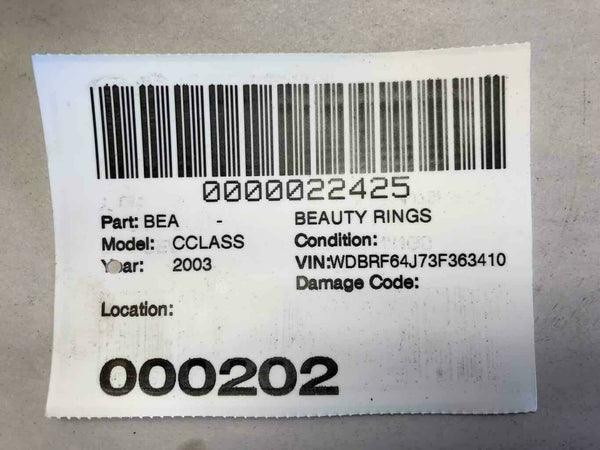 0000022425
Part: BEA - BEAUTY RINGS
Model: CCLASS Condition:
Year: 2003 VIN:WDBRF64J73F363410
Damage Code:
Location:
000202